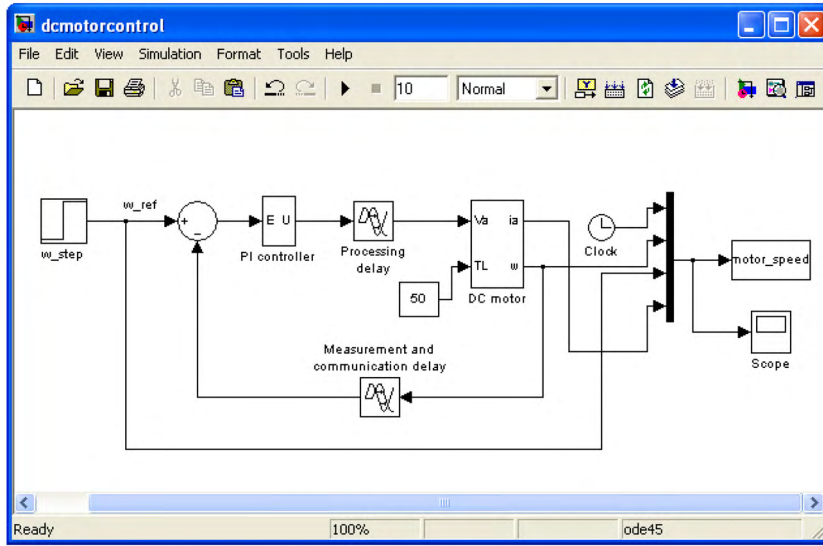 dcmotorcontrol
File Edit View Simulation Format Tools Help
10 Normal
w_ref
+
-
w_step
E U
PI controller
Processing
delay
Va ia
TL w
DC motor
50
Clock
motor_speed
Scope
Measurement and
communication delay
Ready 100% ode45